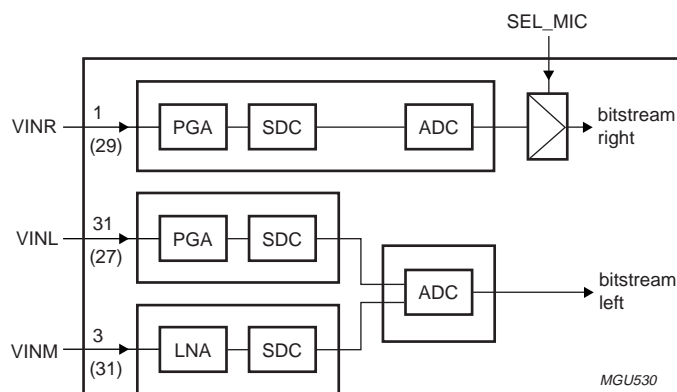 SEL_MIC
VINR
1
(29)
PGA
SDC
ADC
bitstream
right
VINL
31
(27)
PGA
SDC
ADC
bitstream
left
VINM
3
(31)
LNA
SDC
MGU530